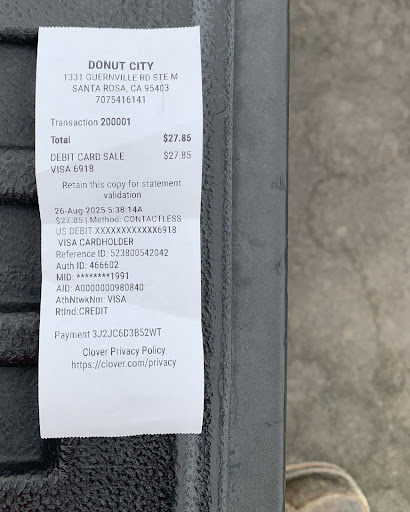 DONUT CITY
1331 GUERNVILLE RD STE M
SANTA ROSA, CA 95403
7075416141
Transaction 200001
Total $27.85
DEBIT CARD SALE $27.85
VISA 6918
Retain this copy for statement
validation
26-Aug-2025 5:38:14A
$27.85 | Method: CONTACTLESS
US DEBIT XXXXXXXXXXXX6918
VISA CARDHOLDER
Reference ID: 523800542042
Auth ID: 466602
MID: ********1991
AID: A0000000980840
AthNtwkNm: VISA
RtInd:CREDIT
Payment 3J2JC6D3B52WT
Clover Privacy Policy
https://clover.com/privacy